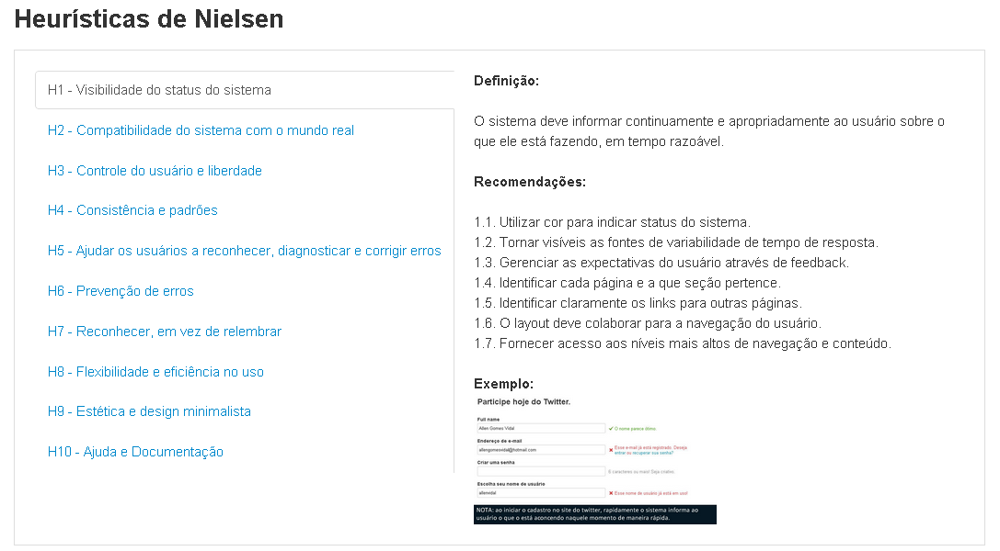 Heurísticas de Nielsen
H1 - Visibilidade do status do sistema
H2 - Compatibilidade do sistema com o mundo real
H3 - Controle do usuário e liberdade
H4 - Consistência e padrões
H5 - Ajudar os usuários a reconhecer, diagnosticar e corrigir erros
H6 - Prevenção de erros
H7 - Reconhecer, em vez de relembrar
H8 - Flexibilidade e eficiência no uso
H9 - Estética e design minimalista
H10 - Ajuda e Documentação
Definição:
O sistema deve informar continuamente e apropriadamente ao usuário sobre o
que ele está fazendo, em tempo razoável.
Recomendações:
1.1. Utilizar cor para indicar status do sistema.
1.2. Tornar visíveis as fontes de variabilidade de tempo de resposta.
1.3. Gerenciar as expectativas do usuário através de feedback.
1.4. Identificar cada página e a que seção pertence.
1.5. Identificar claramente os links para outras páginas.
1.6. O layout deve colaborar para a navegação do usuário.
1.7. Fornecer acesso aos níveis mais altos de navegação e conteúdo.
Exemplo:
Participe hoje do Twitter.
Full name
Allen Gomes Vidal
O nome parece ótimo.
Endereço de e-mail
allengomesvidal@hotmail.com
Esse e-mail já está registrado. Deseja
entrar ou recuperar sua senha?
Criar uma senha
6 caracteres ou mais! Seja criativo.
Escolha seu nome de usuário
allenvidal
Esse nome de usuário já está em uso!
NOTA: ao iniciar o cadastro no site do twitter, rapidamente o sistema informa ao
usuário o que o está aconcendo naquele momento de maneira rápida.